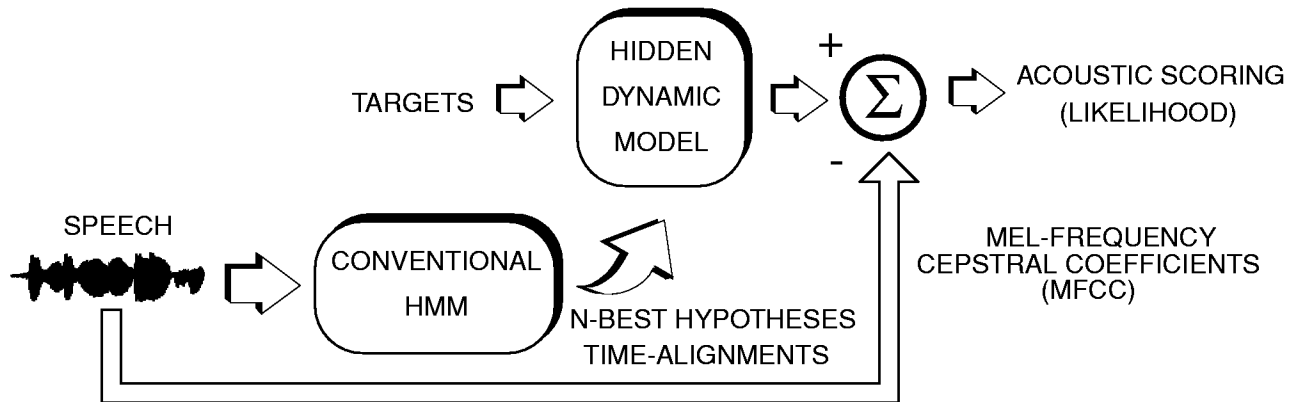 HIDDEN
DYNAMIC
MODEL
TARGETS
+
Σ
-
ACOUSTIC SCORING
(LIKELIHOOD)
SPEECH
CONVENTIONAL
HMM
N-BEST HYPOTHESES
TIME-ALIGNMENTS
MEL-FREQUENCY
CEPSTRAL COEFFICIENTS
(MFCC)